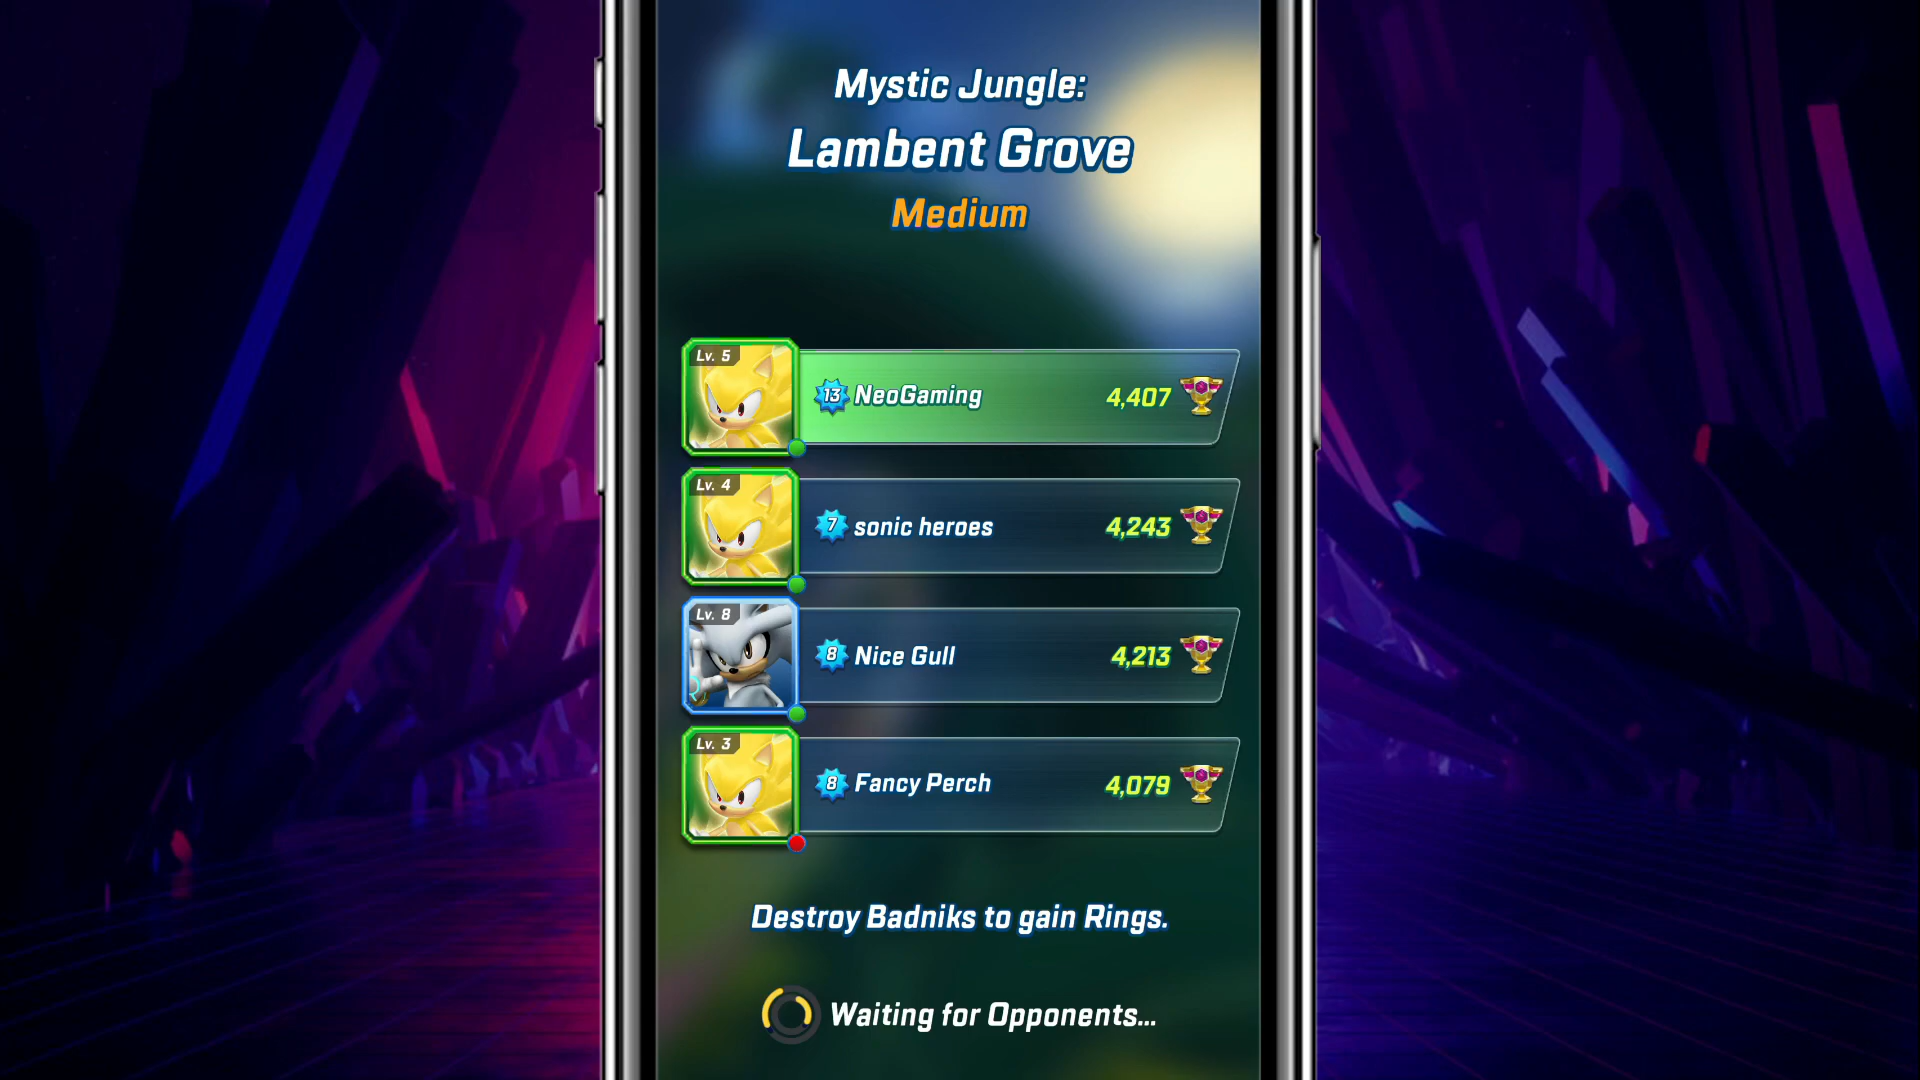 Mystic Jungle:
Lambent Grove
Medium
Lv. 5
13 NeoGaming 4,407
Lv. 4
7 sonic heroes 4,243
Lv. 8
8 Nice Gull 4,213
Lv. 3
8 Fancy Perch 4,079
Destroy Badniks to gain Rings.
Waiting for Opponents...